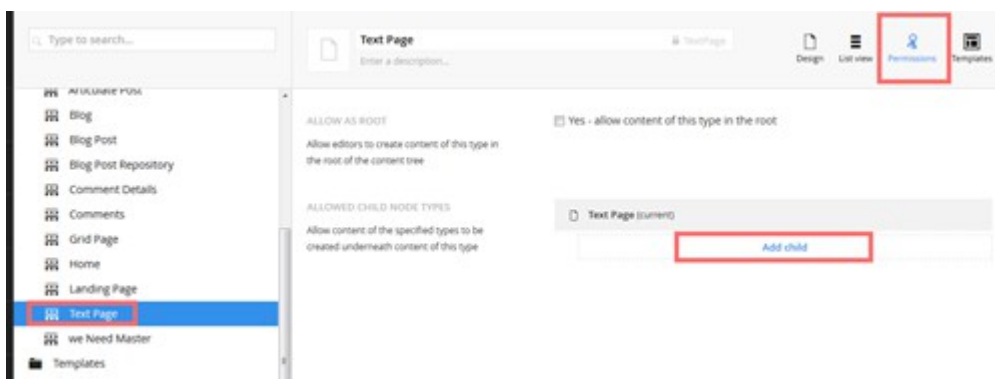 Type to search...
Text Page
TextPage
Enter a description...
Design
List view
Permissions
Templates
Articulate Post
Blog
Blog Post
Blog Post Repository
Comment Details
Comments
Grid Page
Home
Landing Page
Text Page
we Need Master
Templates
ALLOW AS ROOT
Allow editors to create content of this type in
the root of the content tree
Yes - allow content of this type in the root
ALLOWED CHILD NODE TYPES
Allow content of the specified types to be
created underneath content of this type
Text Page (current)
Add child